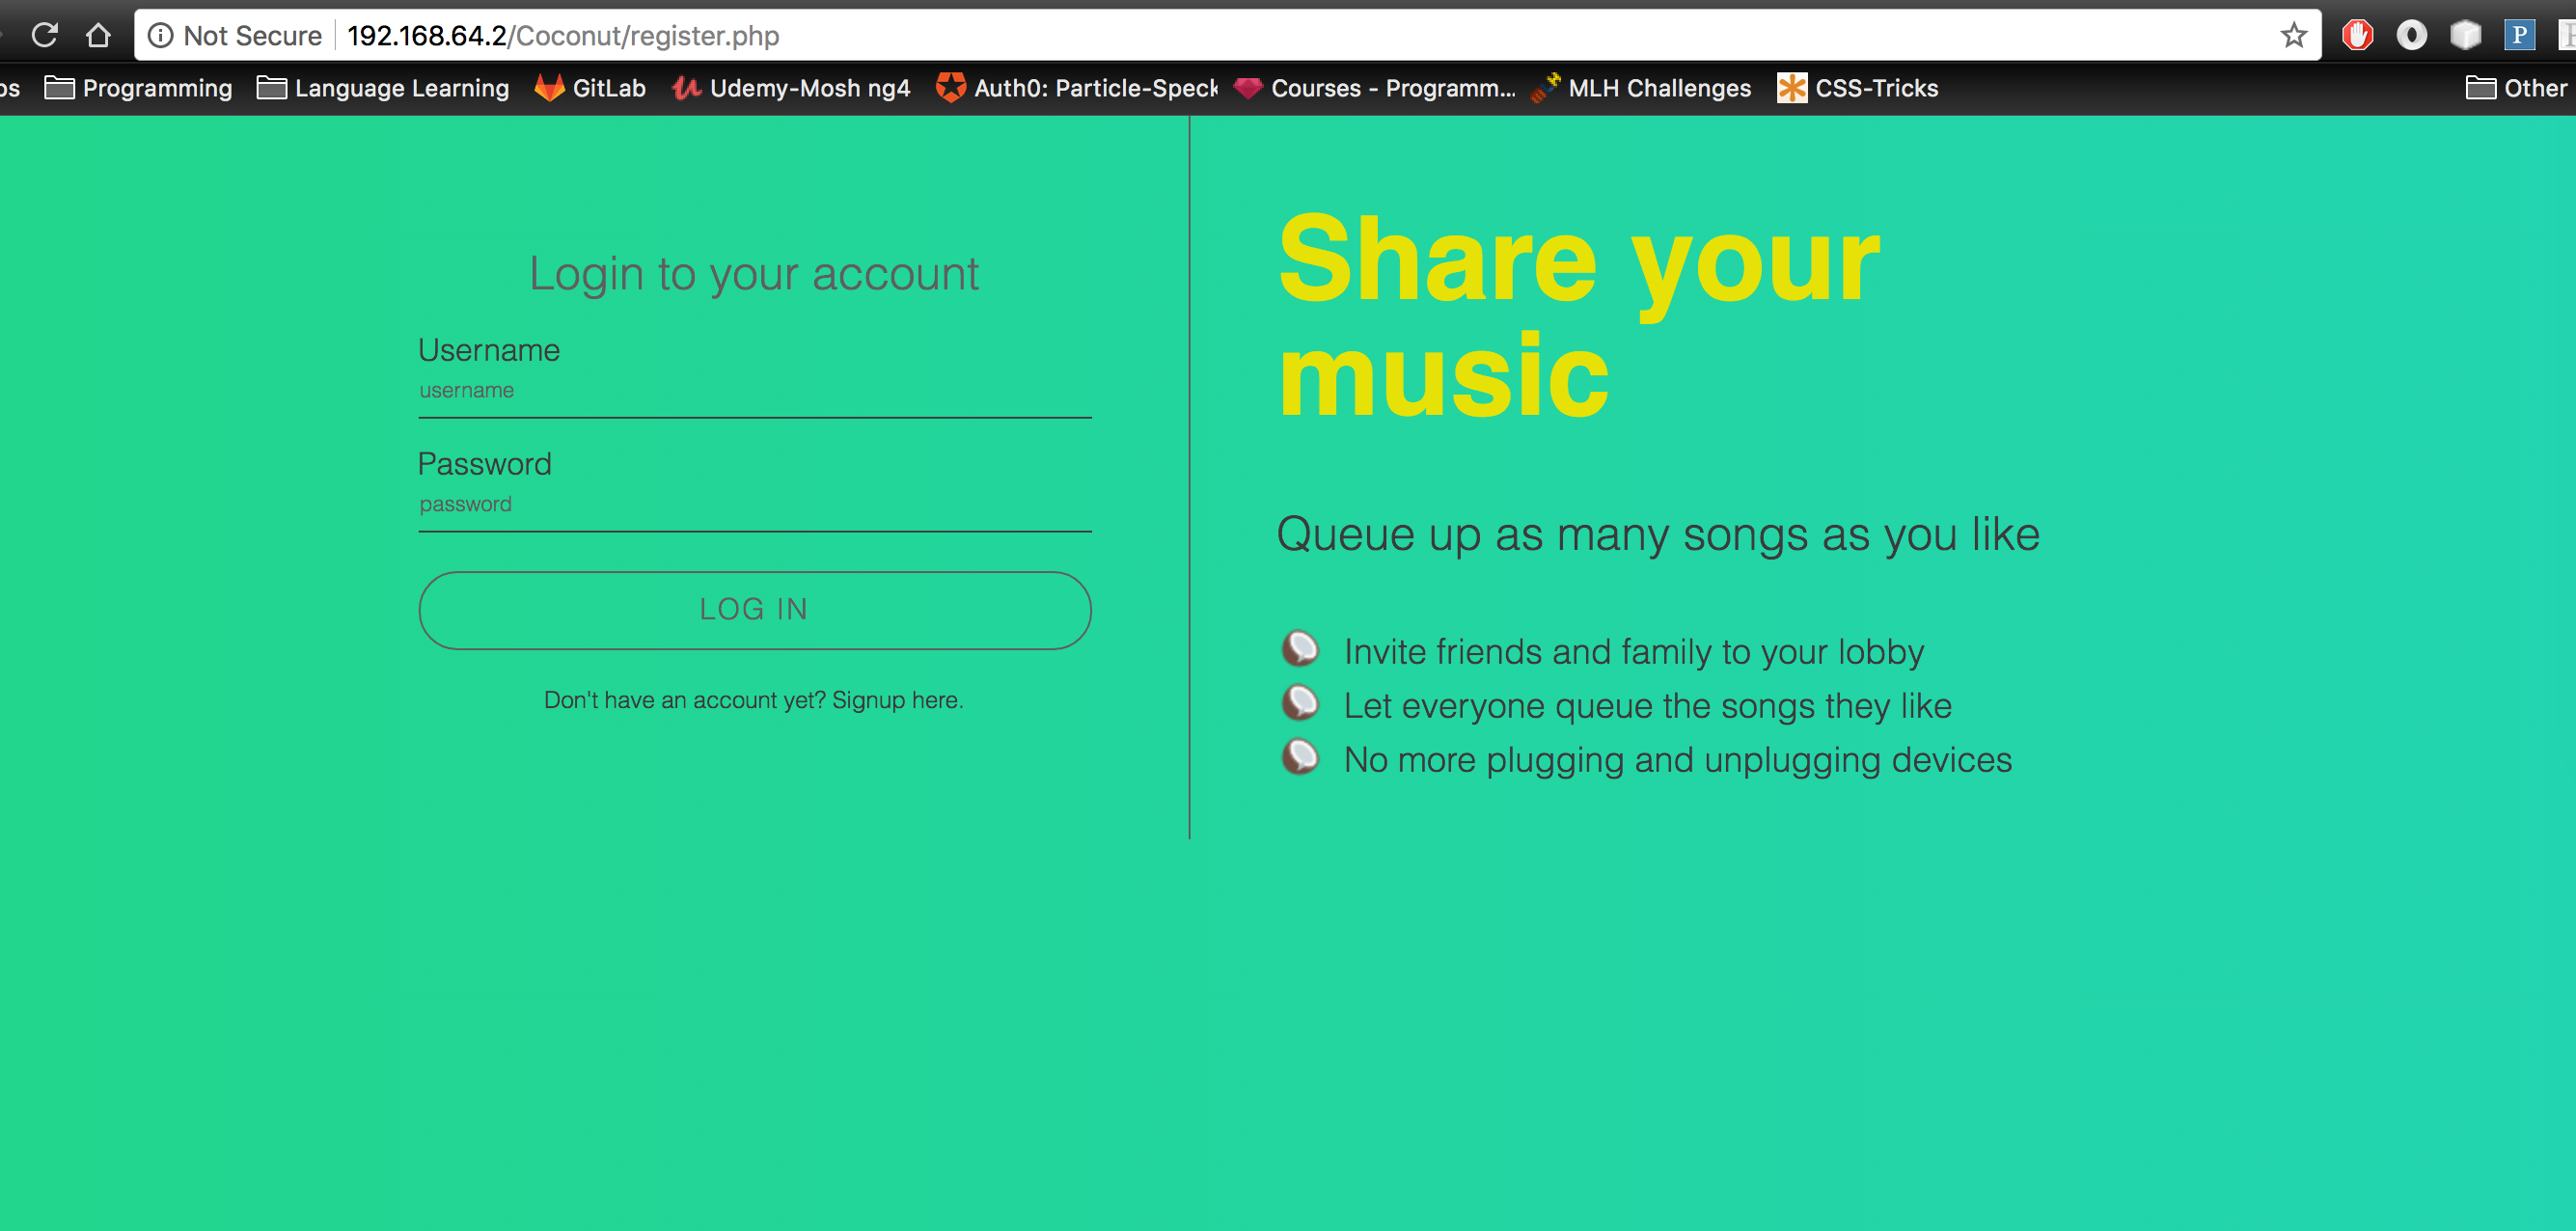 Not Secure 192.168.64.2/Coconut/register.php
Programming Language Learning GitLab Udemy-Mosh ng4 Auth0: Particle-Speck Courses - Programm... MLH Challenges CSS-Tricks Other
Login to your account
Username
username
Password
password
LOG IN
Don't have an account yet? Signup here.
Share your
music
Queue up as many songs as you like
Invite friends and family to your lobby
Let everyone queue the songs they like
No more plugging and unplugging devices